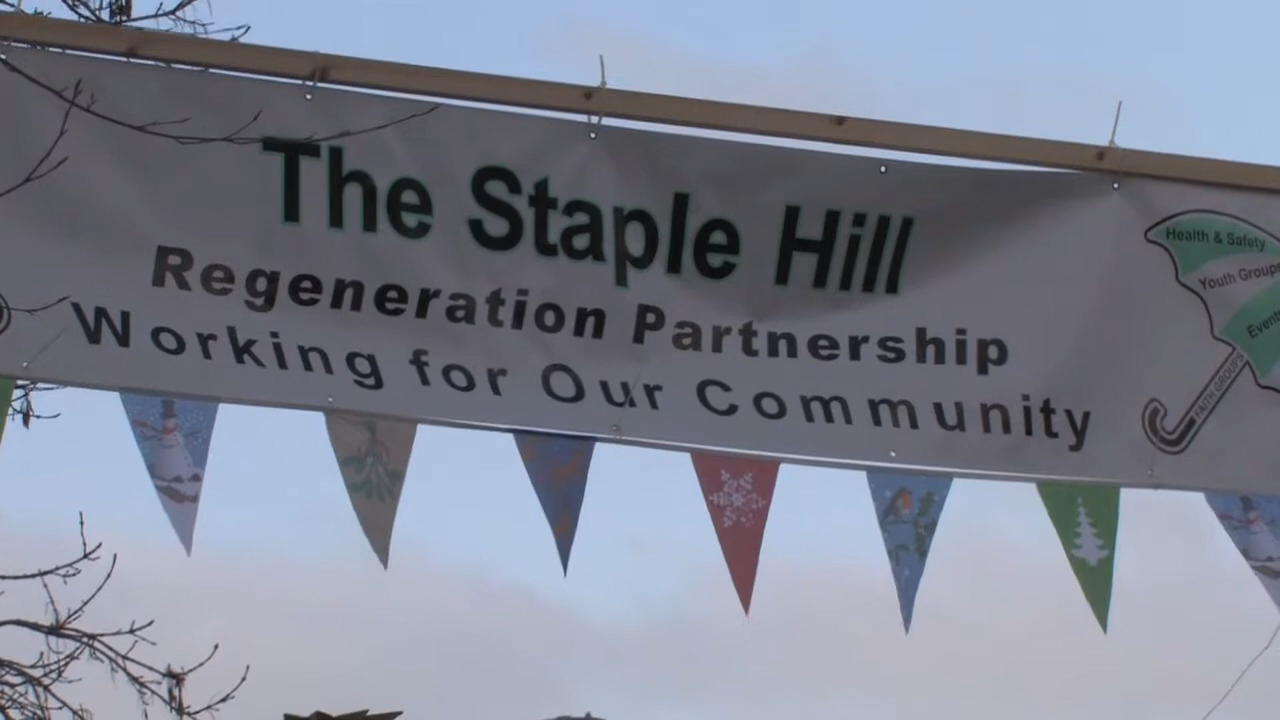 The Staple Hill
Regeneration Partnership
Working for Our Community
Health & Safety
Youth Groups
Events
FAITH GROUPS